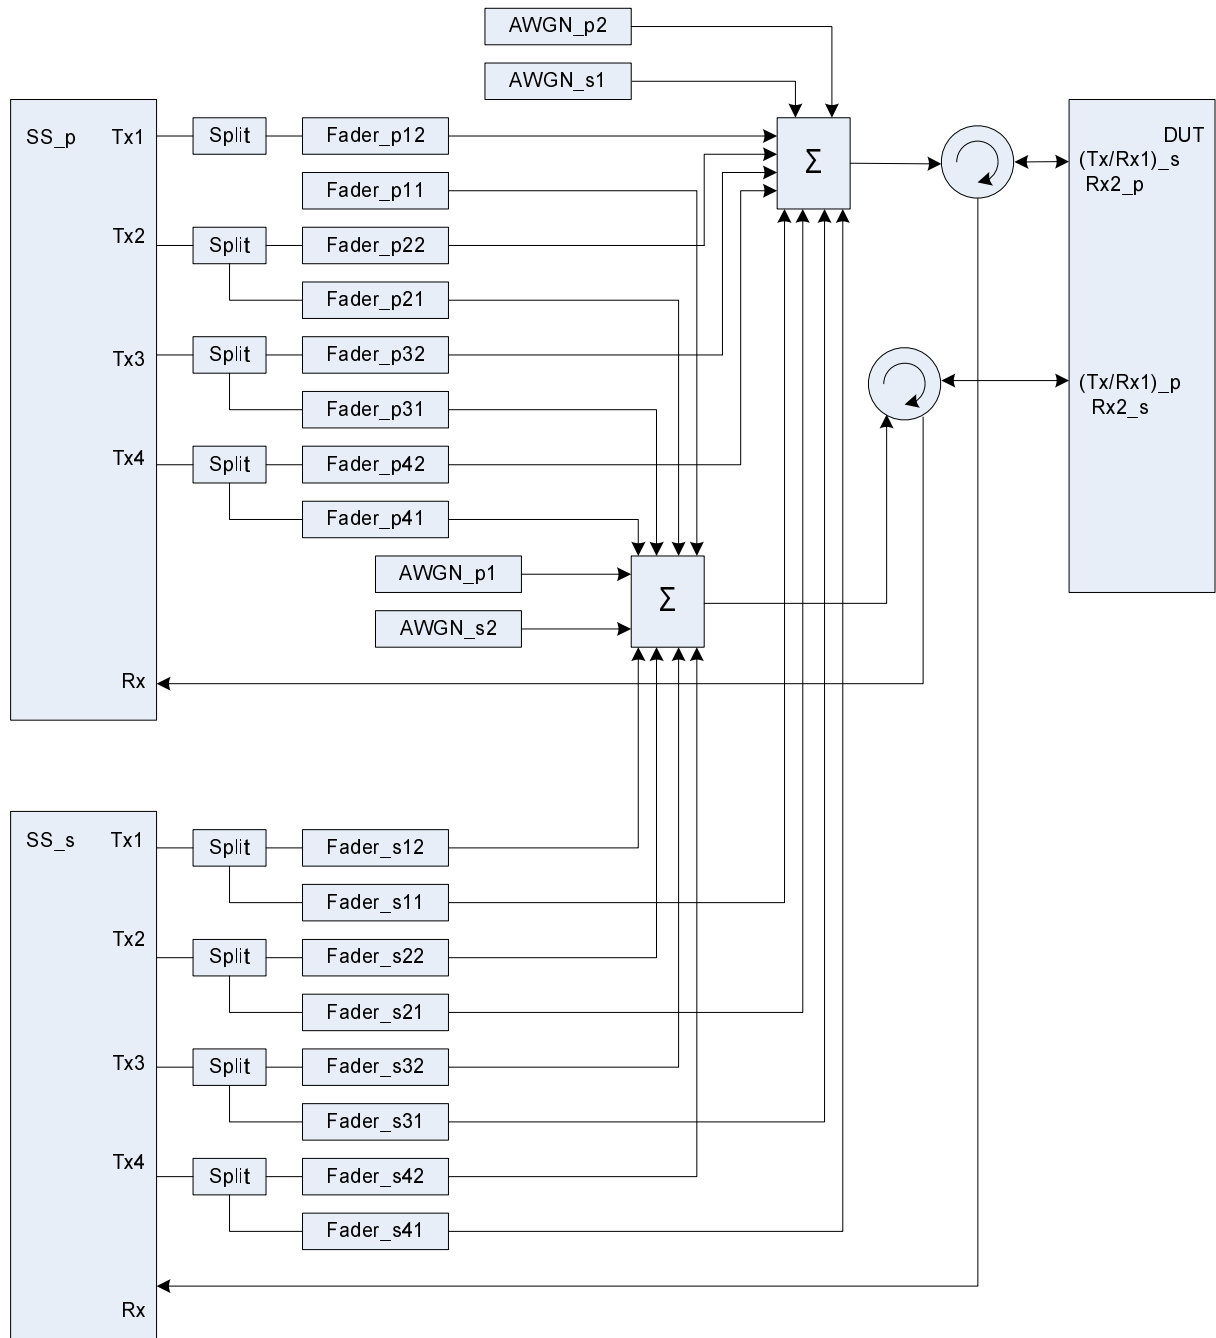 AWGN_p2
AWGN_s1
SS_p
Tx1
Split
Fader_p12
Σ
DUT
(Tx/Rx1)_s
Rx2_p
Fader_p11
Tx2
Split
Fader_p22
Fader_p21
Tx3
Split
Fader_p32
(Tx/Rx1)_p
Rx2_s
Fader_p31
Tx4
Split
Fader_p42
Fader_p41
AWGN_p1
Σ
AWGN_s2
Rx
SS_s
Tx1
Split
Fader_s12
Fader_s11
Tx2
Split
Fader_s22
Fader_s21
Tx3
Split
Fader_s32
Fader_s31
Tx4
Split
Fader_s42
Fader_s41
Rx